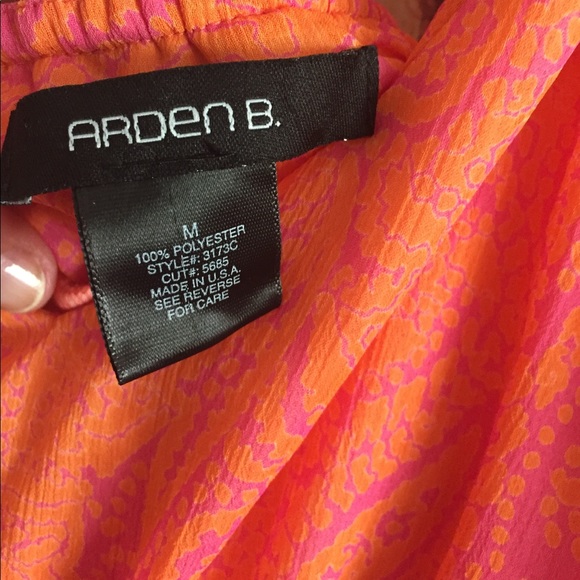 ARDEN B.
M
100% POLYESTER
STYLE#: 3173C
CUT#: 5685
MADE IN U.S.A.
SEE REVERSE
FOR CARE